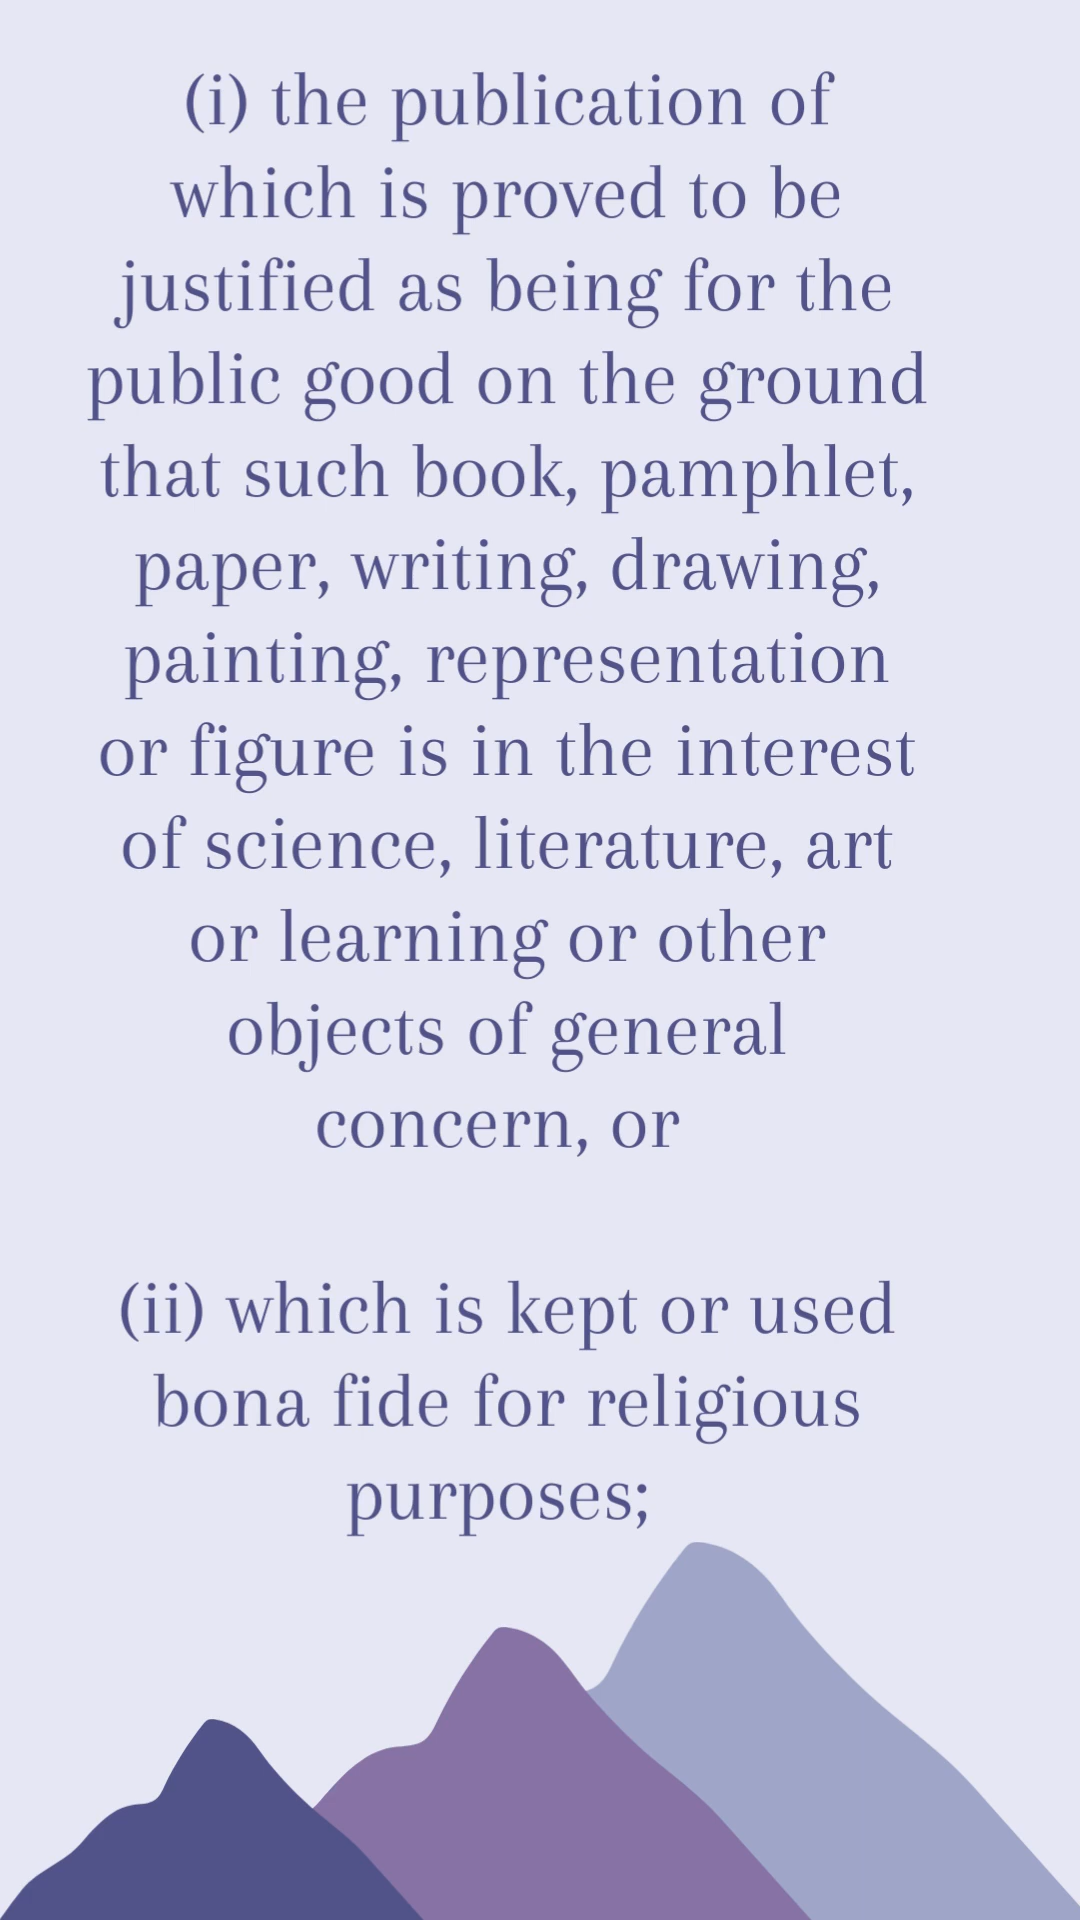 (i) the publication of
which is proved to be
justified as being for the
public good on the ground
that such book, pamphlet,
paper, writing, drawing,
painting, representation
or figure is in the interest
of science, literature, art
or learning or other
objects of general
concern, or
(ii) which is kept or used
bona fide for religious
purposes;